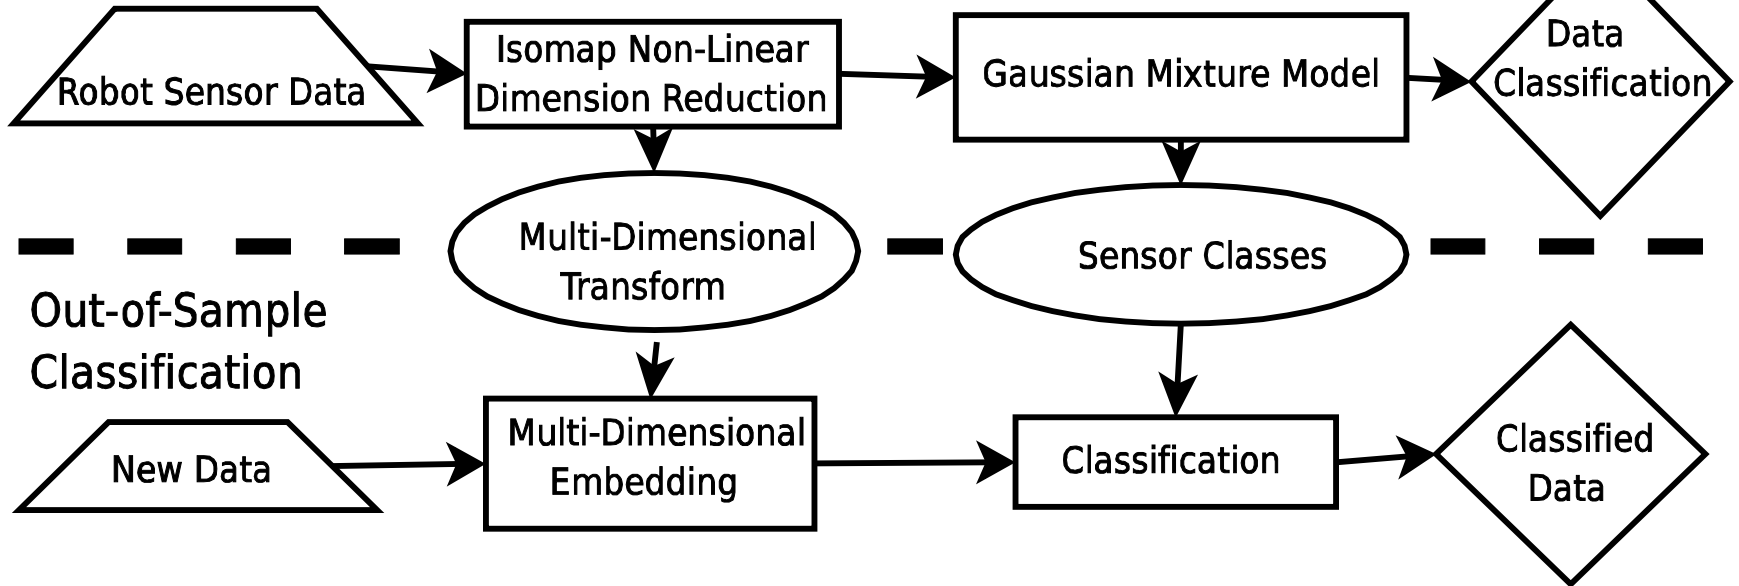 Robot Sensor Data
Isomap Non-Linear
Dimension Reduction
Gaussian Mixture Model
Data
Classification
Multi-Dimensional
Transform
Sensor Classes
Out-of-Sample
Classification
New Data
Multi-Dimensional
Embedding
Classification
Classified
Data